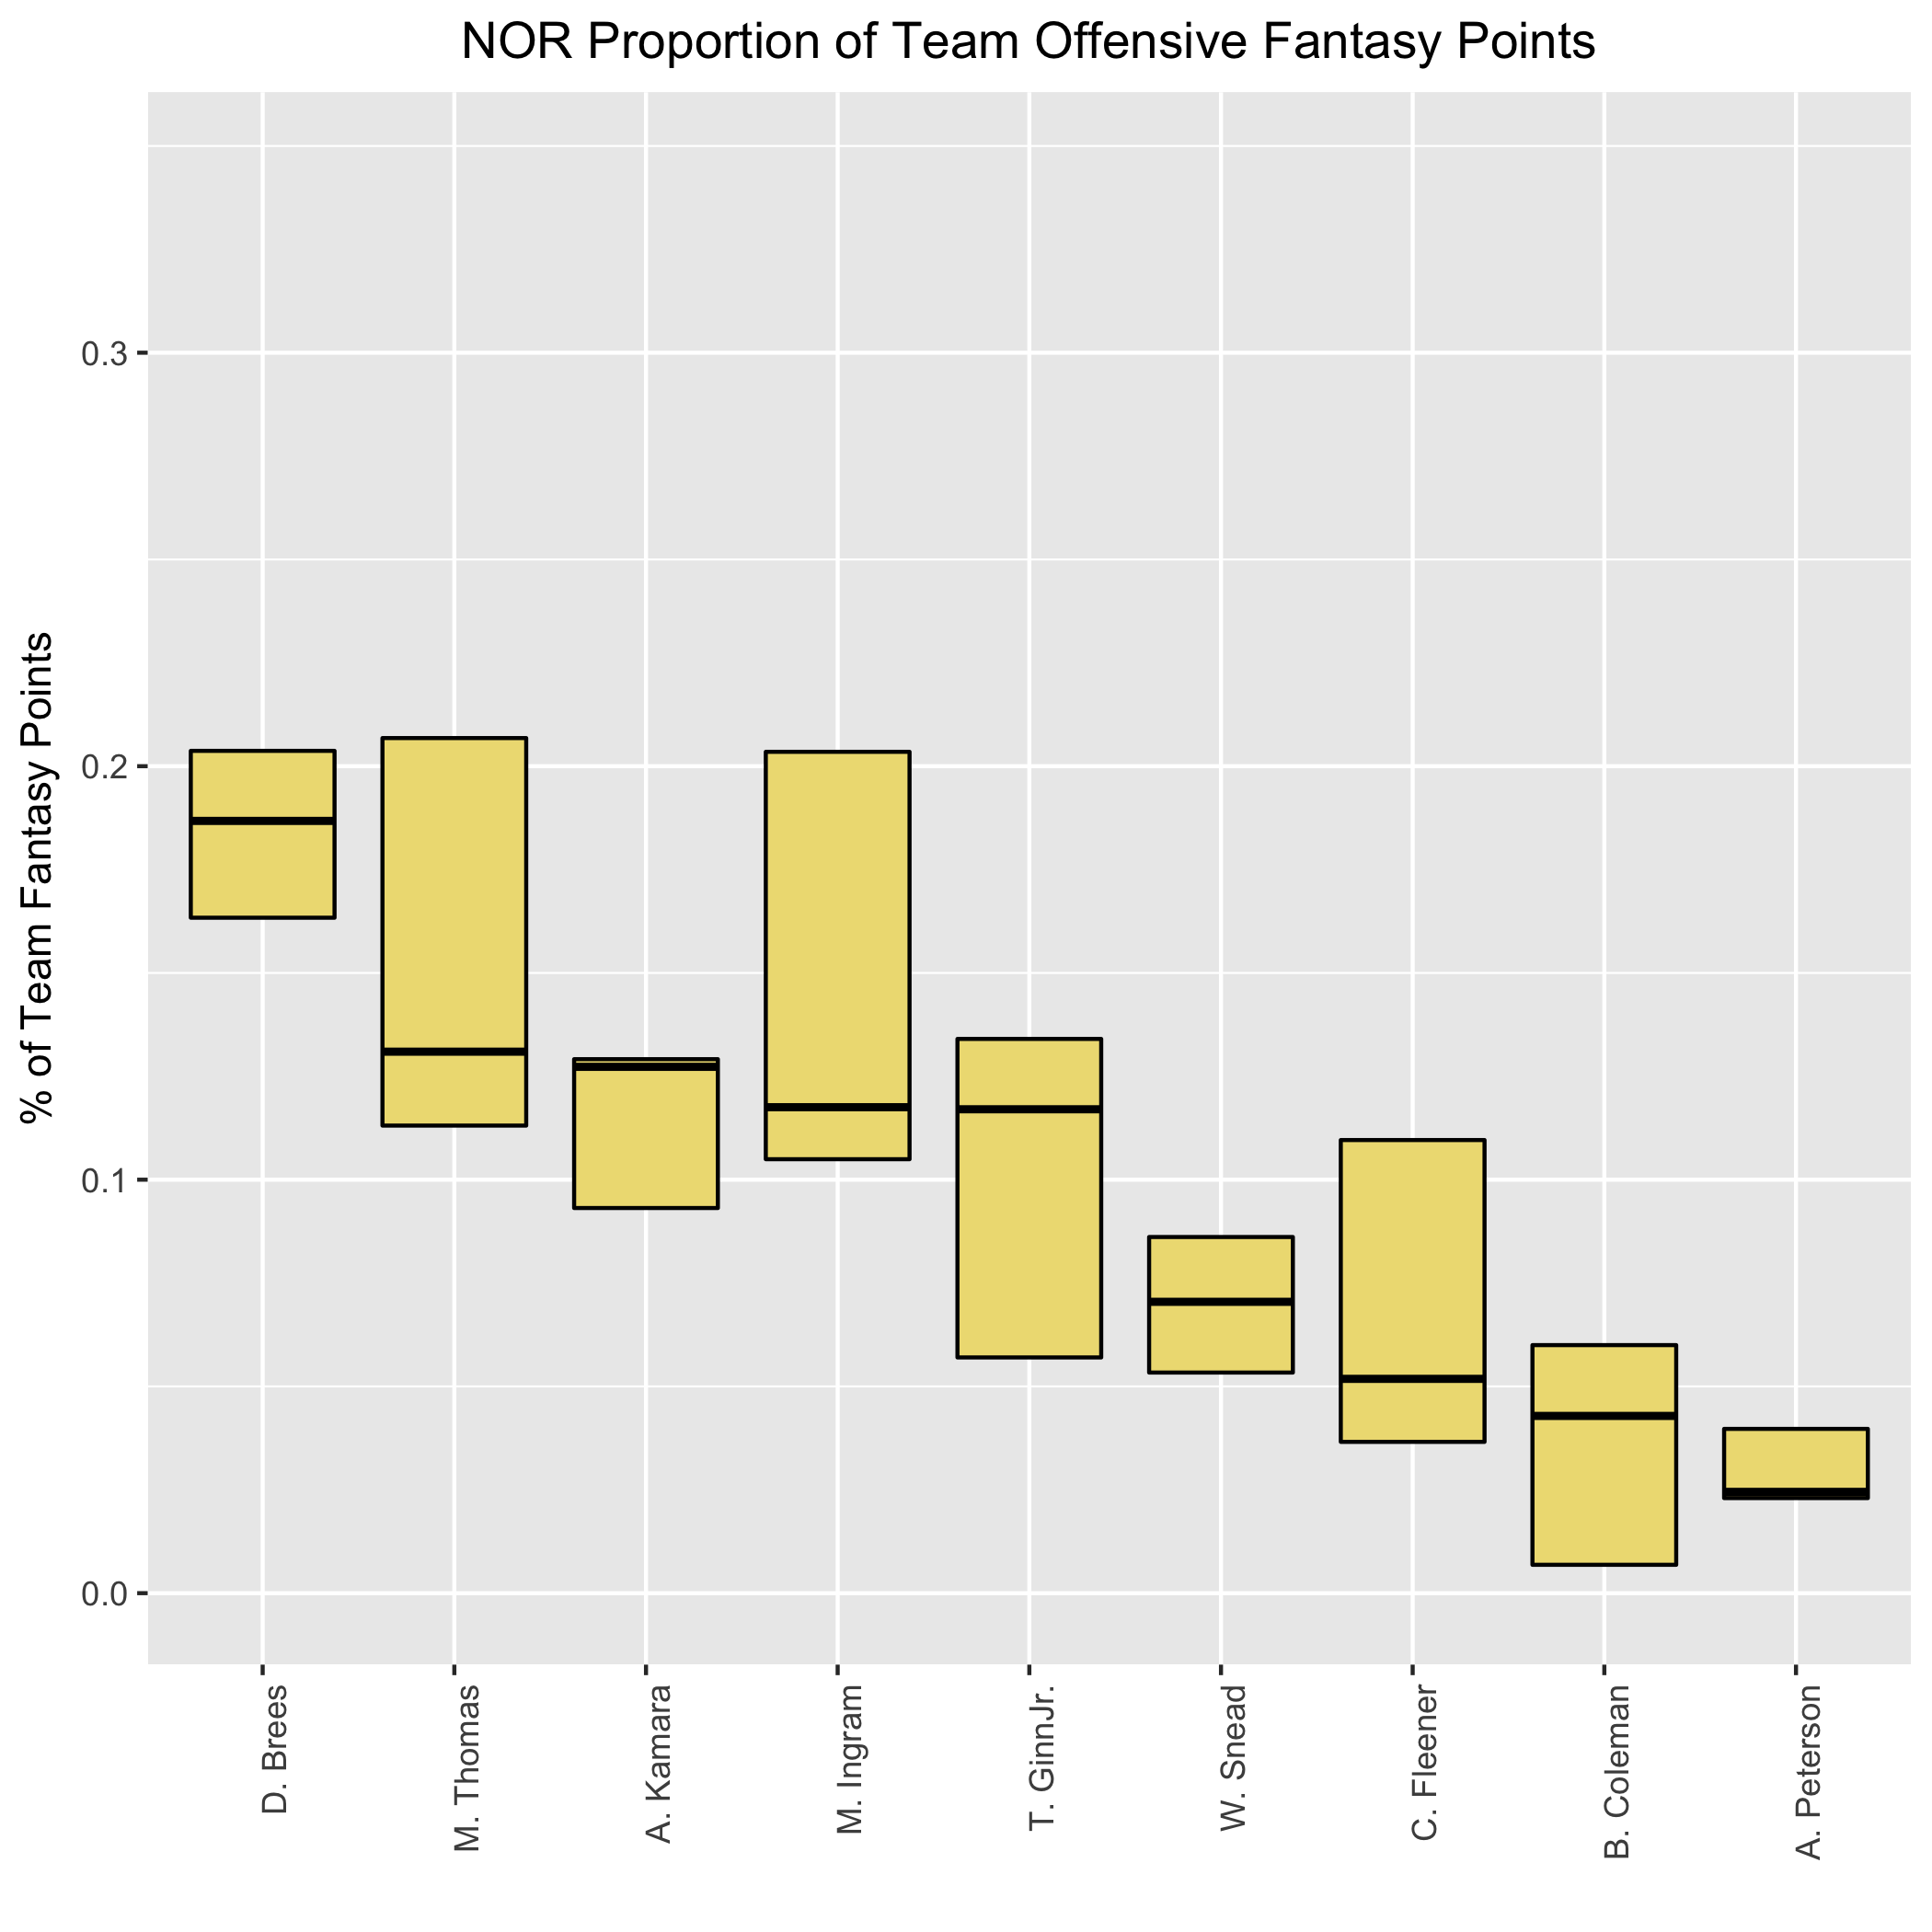 NOR Proportion of Team Offensive Fantasy Points
% of Team Fantasy Points
0.3
0.2
0.1
0.0
D. Brees
M. Thomas
A. Kamara
M. Ingram
T. GinnJr.
W. Snead
C. Fleener
B. Coleman
A. Peterson